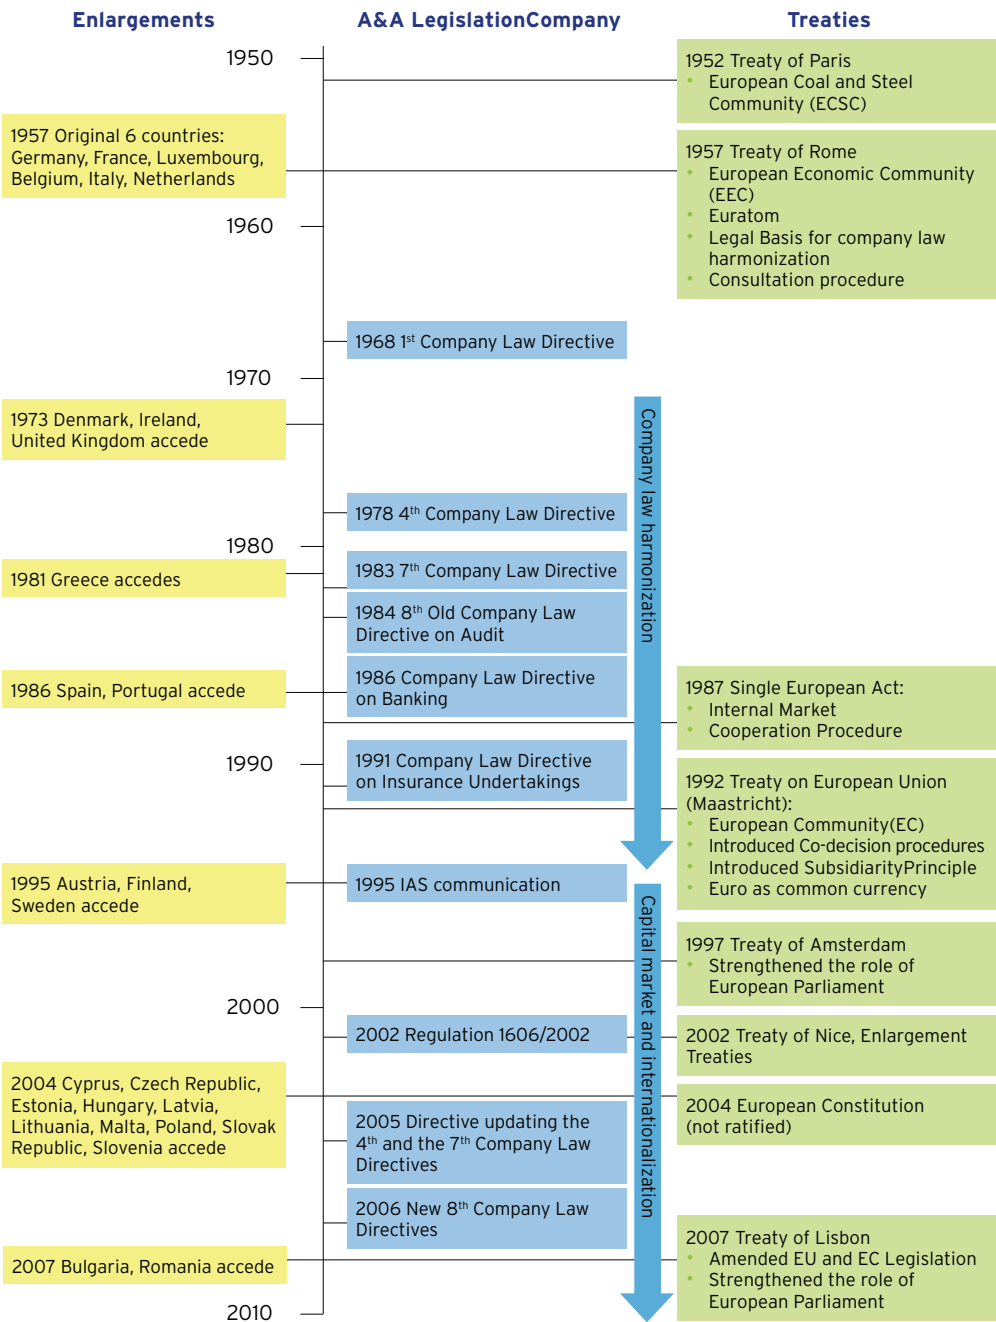 Enlargements
A&A LegislationCompany
Treaties
1950
1952 Treaty of Paris
• European Coal and Steel
Community (ECSC)
1957 Original 6 countries:
Germany, France, Luxembourg,
Belgium, Italy, Netherlands
1957 Treaty of Rome
• European Economic Community
(EEC)
• Euratom
• Legal Basis for company law
harmonization
• Consultation procedure
1960
1968 1st Company Law Directive
1970
1973 Denmark, Ireland,
United Kingdom accede
Company law harmonization
1978 4th Company Law Directive
1980
1981 Greece accedes
1983 7th Company Law Directive
1984 8th Old Company Law
Directive on Audit
1986 Spain, Portugal accede
1986 Company Law Directive
on Banking
1987 Single European Act:
• Internal Market
• Cooperation Procedure
1990
1991 Company Law Directive
on Insurance Undertakings
1992 Treaty on European Union
(Maastricht):
• European Community(EC)
• Introduced Co-decision procedures
• Introduced SubsidiarityPrinciple
• Euro as common currency
1995 Austria, Finland,
Sweden accede
1995 IAS communication
Capital market and internationalization
1997 Treaty of Amsterdam
• Strengthened the role of
European Parliament
2000
2002 Regulation 1606/2002
2002 Treaty of Nice, Enlargement
Treaties
2004 Cyprus, Czech Republic,
Estonia, Hungary, Latvia,
Lithuania, Malta, Poland, Slovak
Republic, Slovenia accede
2004 European Constitution
(not ratified)
2005 Directive updating the
4th and the 7th Company Law
Directives
2006 New 8th Company Law
Directives
2007 Bulgaria, Romania accede
2007 Treaty of Lisbon
• Amended EU and EC Legislation
• Strengthened the role of
European Parliament
2010